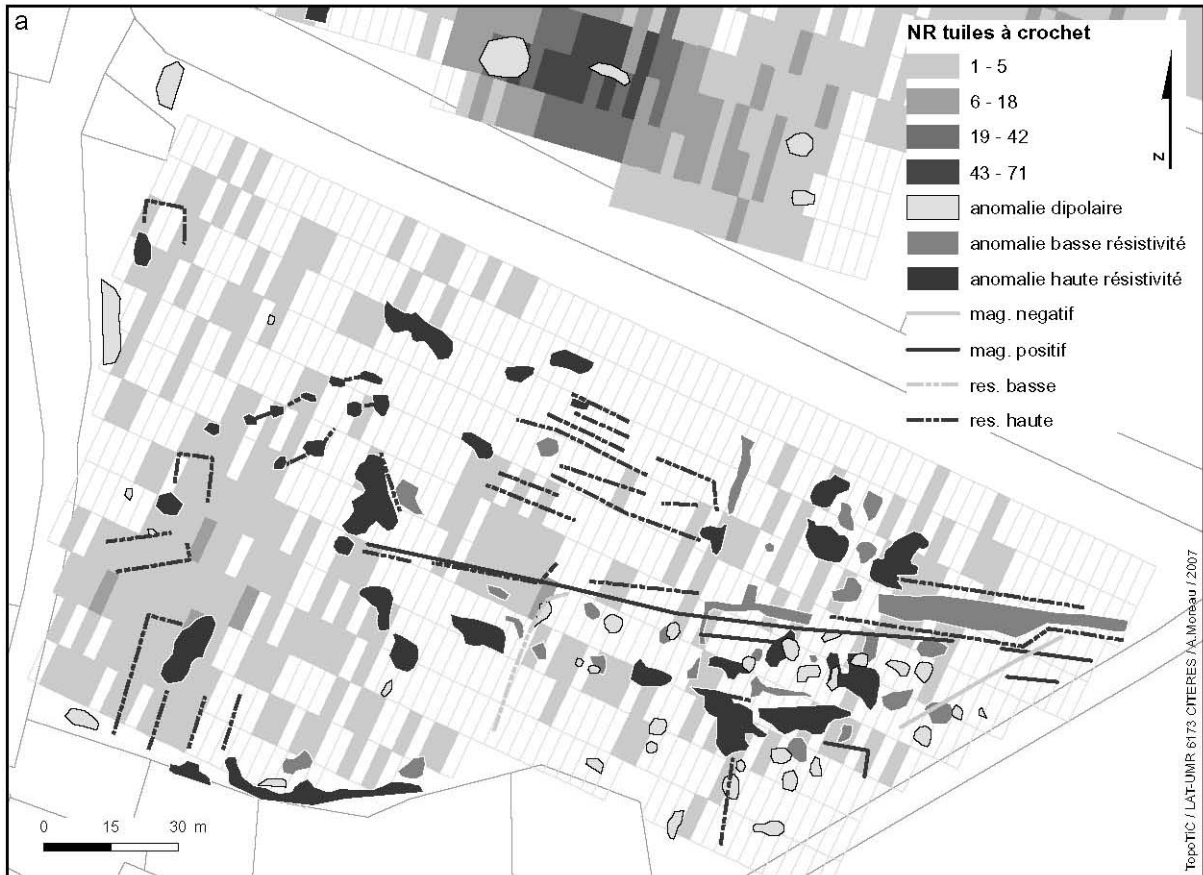 a
NR tuiles à crochet
1 - 5
6 - 18
19 - 42
43 - 71
anomalie dipolaire
anomalie basse résistivité
anomalie haute résistivité
mag. negatif
mag. positif
res. basse
res. haute
N
0 15 30 m
TopoTiC / LAT-UMR 6173 CITERES / A.Moreau / 2007